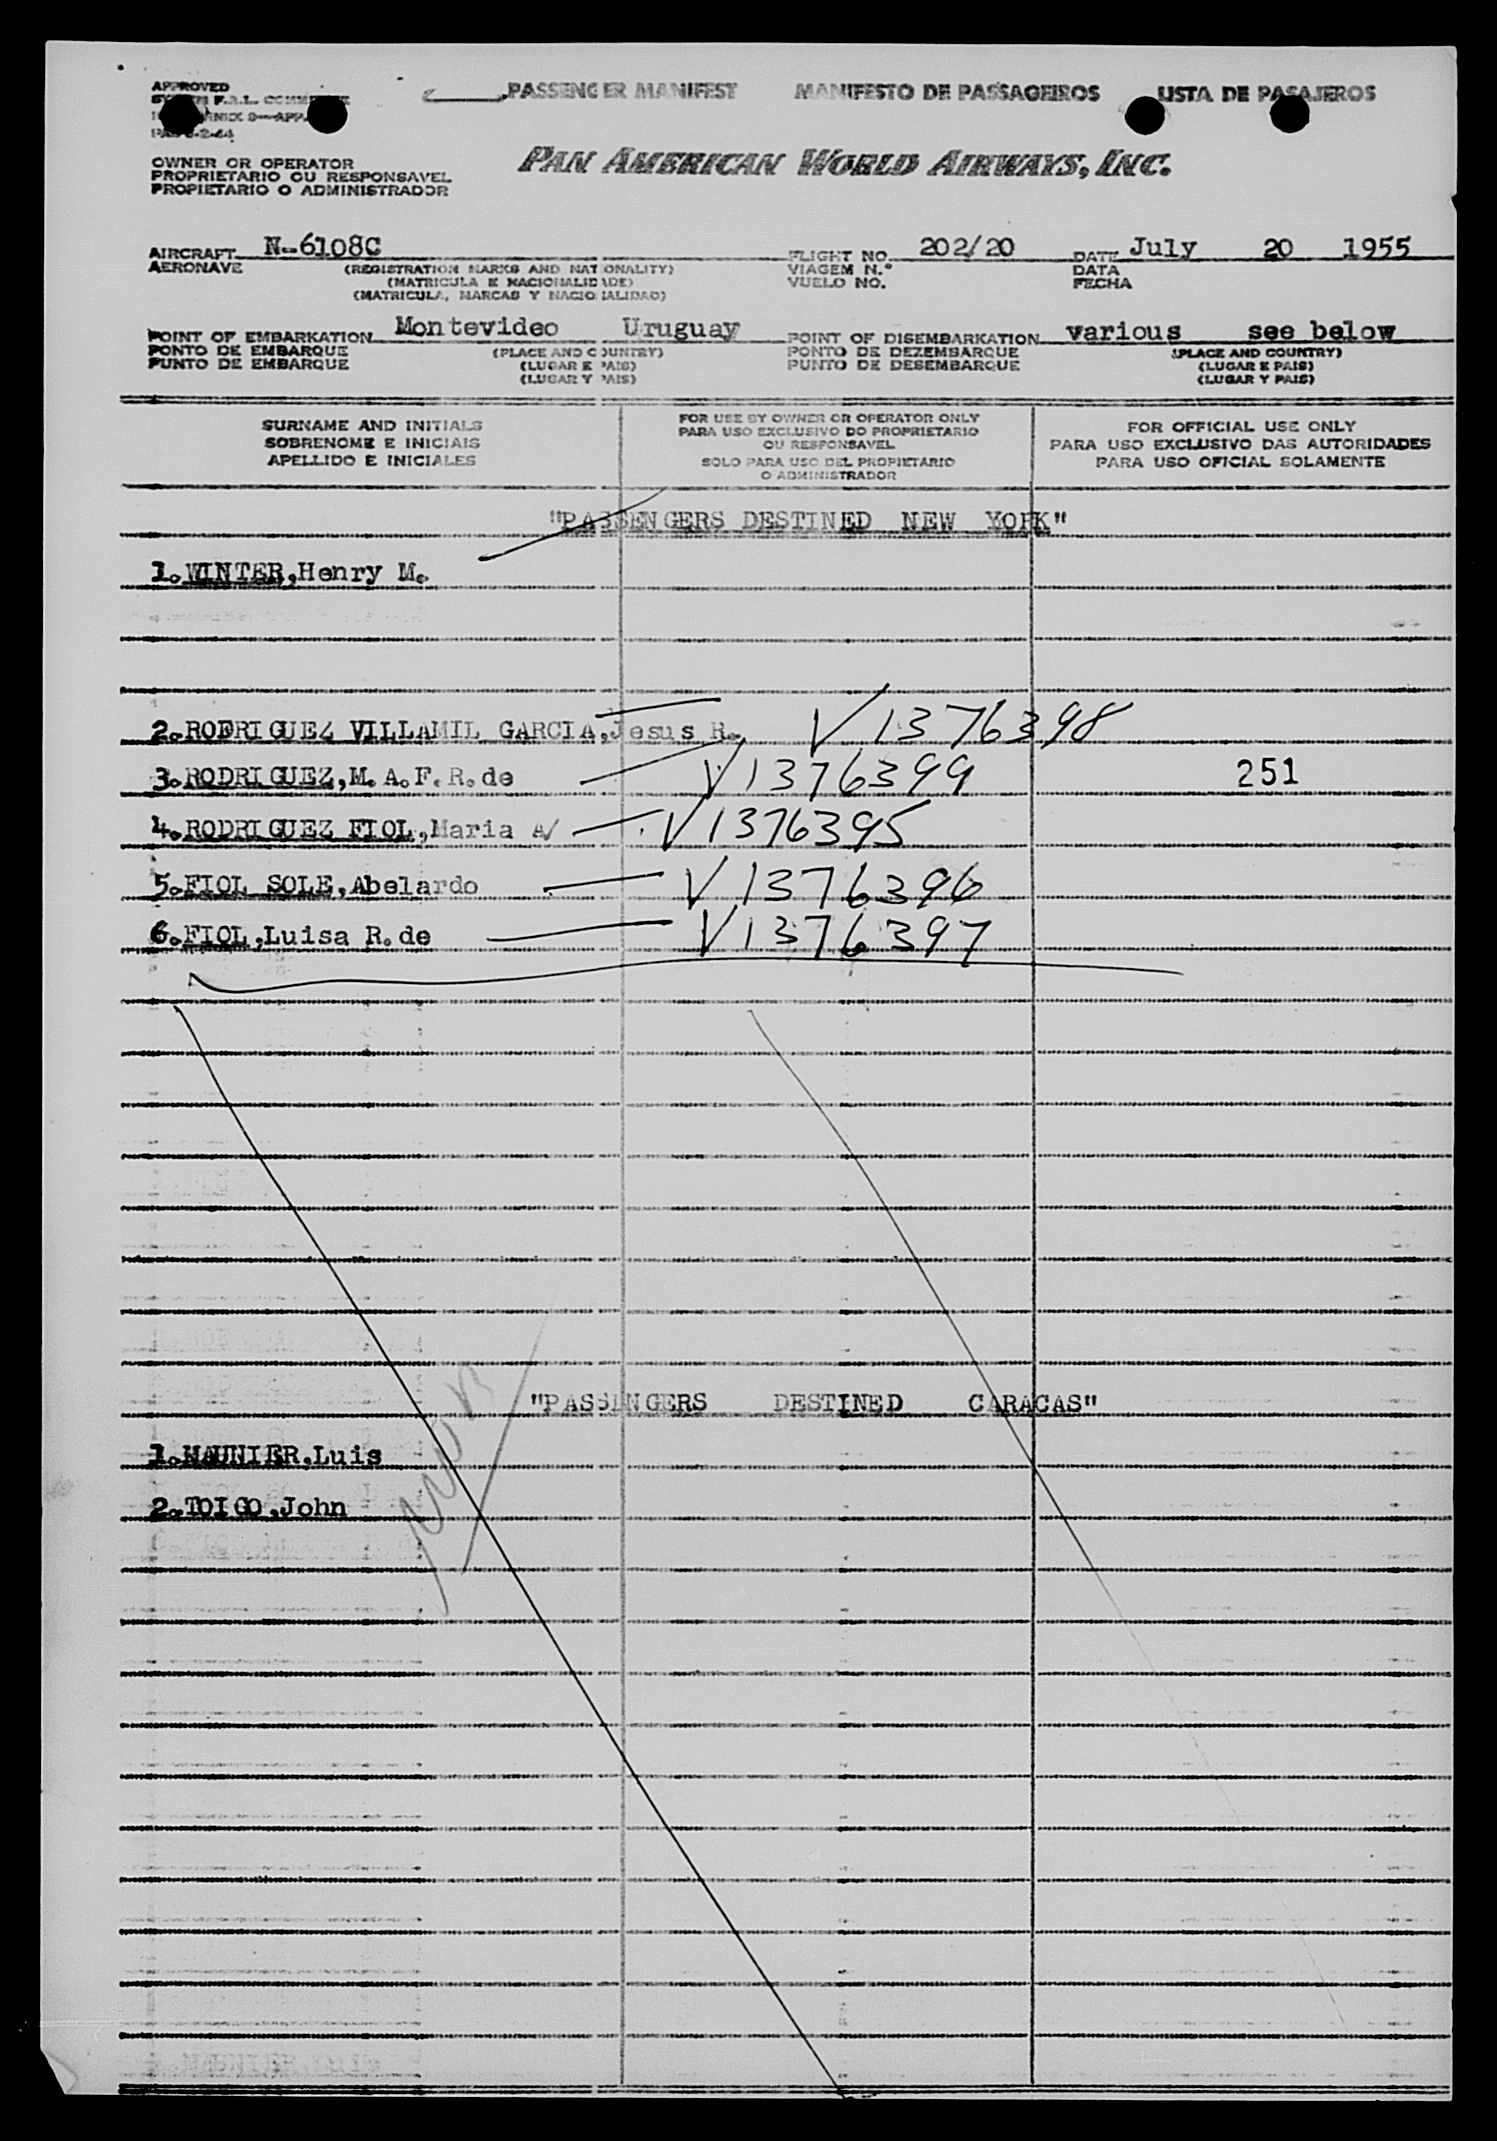 APPROVED
PASSENGER MANIFEST MANIFESTO DE PASSAGEIROS LISTA DE PASAJEROS
OWNER OR OPERATOR
PROPRIETARIO OU RESPONSAVEL
PROPIETARIO O ADMINISTRADOR
PAN AMERICAN WORLD AIRWAYS, INC.
AIRCRAFT N-6108C FLIGHT NO. 202/20 DATE July 20 1955
AERONAVE (REGISTRATION MARKS AND NATIONALITY) VIAGEM N.° DATA
(MATRICULA E NACIONALIDADE) VUELO NO. FECHA
(MATRICULA, MARCAS Y NACIONALIDAD)
POINT OF EMBARKATION Montevideo Uruguay POINT OF DISEMBARKATION various see below
PONTO DE EMBARQUE (PLACE AND COUNTRY) PONTO DE DEZEMBARQUE (PLACE AND COUNTRY)
PUNTO DE EMBARQUE (LUGAR E PAIS) PUNTO DE DESEMBARQUE (LUGAR E PAIS)
(LUGAR Y PAIS) (LUGAR Y PAIS)
SURNAME AND INITIALS
SOBRENOME E INICIAIS
APELLIDO E INICIALES
FOR USE BY OWNER OR OPERATOR ONLY
PARA USO EXCLUSIVO DO PROPRIETARIO
OU RESPONSAVEL
SOLO PARA USO DEL PROPIETARIO
O ADMINISTRADOR
FOR OFFICIAL USE ONLY
PARA USO EXCLUSIVO DAS AUTORIDADES
PARA USO OFICIAL SOLAMENTE
"PASSENGERS DESTINED NEW YORK"
1.WINTER,Henry M.
2.RODRIGUEZ VILLAMIL GARCIA,Jesus R. V1376398
3.RODRIGUEZ,M.A.F.R.de V1376399 251
4.RODRIGUEZ FIOL,Maria A/ V1376395
5.FIOL SOLE,Abelardo V1376396
6.FIOL,Luisa R.de V1376397
"PASSENGERS DESTINED CARACAS"
1.MAUNIER,Luis
2.TOIGO,John